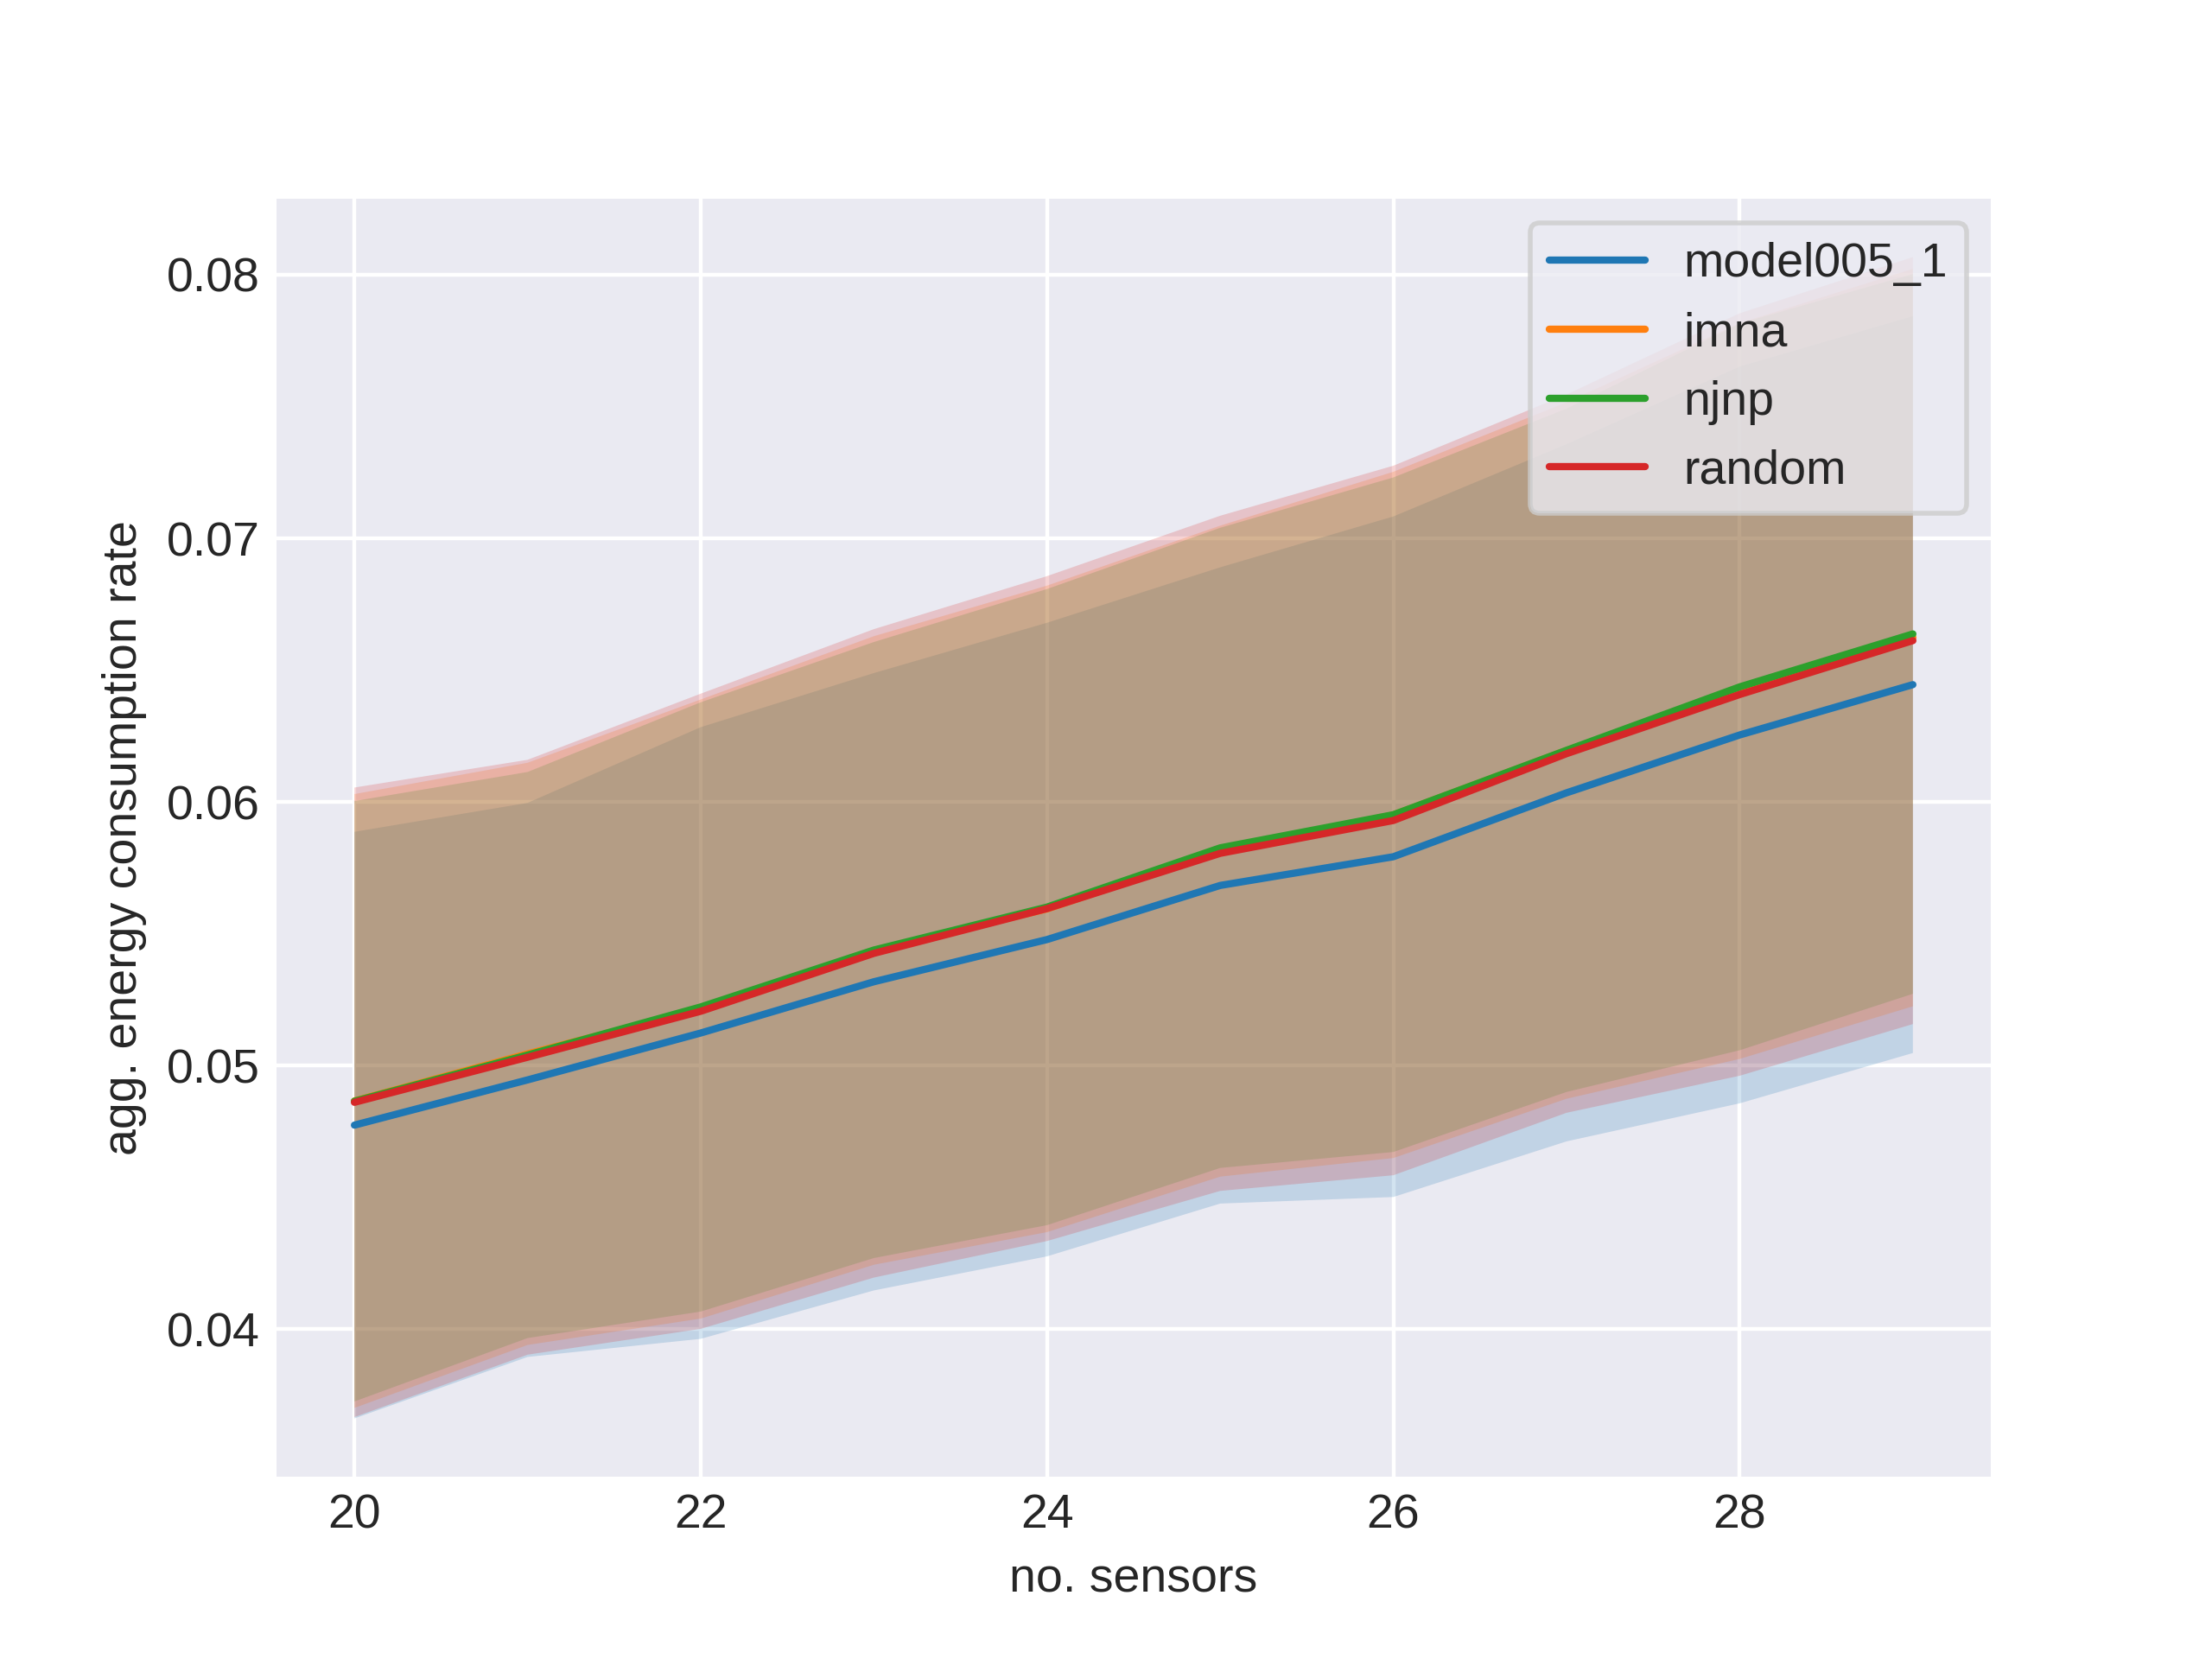 model005_1
imna
njnp
random
0.08
0.07
0.06
0.05
0.04
agg. energy consumption rate
20 22 24 26 28
no. sensors